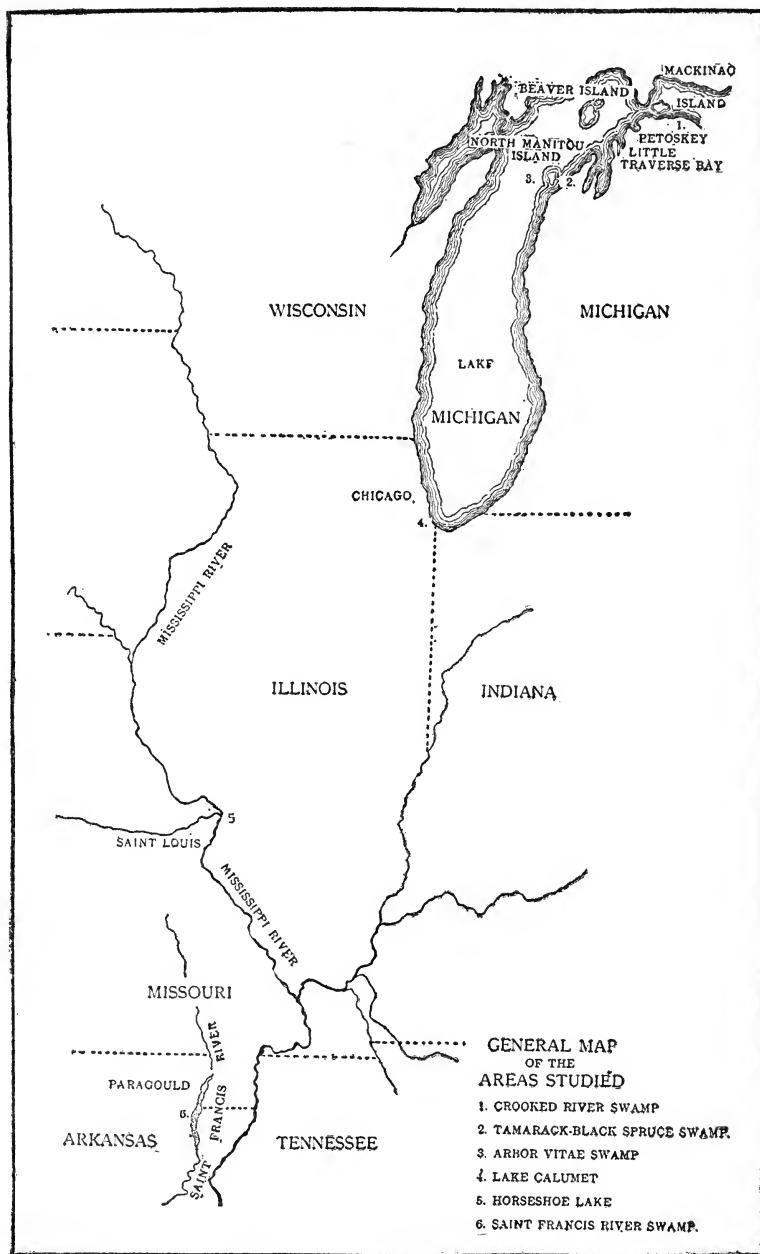 MACKINAC
BEAVER ISLAND
ISLAND
1.
PETOSKEY
NORTH MANITOU
ISLAND
LITTLE
TRAVERSE BAY
3.
2.
WISCONSIN
MICHIGAN
LAKE
MICHIGAN
CHICAGO.
4.
MISSISSIPPI RIVER
ILLINOIS
INDIANA
5
SAINT LOUIS
MISSISSIPPI RIVER
MISSOURI
RIVER
PARAGOULD
6.
FRANCIS
ARKANSAS
SAINT
TENNESSEE
GENERAL MAP
OF THE
AREAS STUDIED
1. CROOKED RIVER SWAMP
2. TAMARACK-BLACK SPRUCE SWAMP.
3. ARBOR VITAE SWAMP
4. LAKE CALUMET
5. HORSESHOE LAKE
6. SAINT FRANCIS RIVER SWAMP.